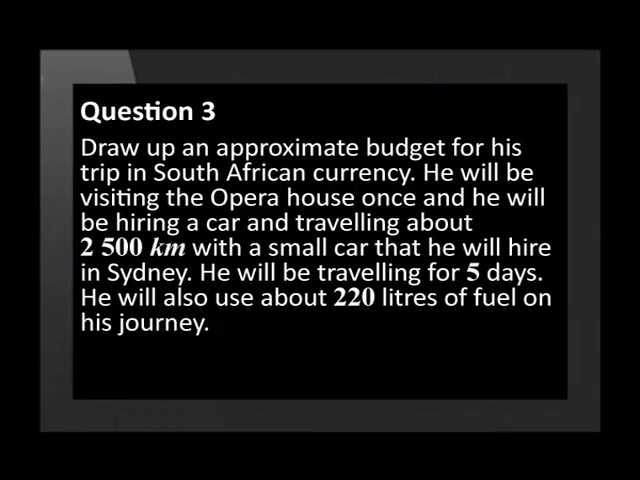 Question 3
Draw up an approximate budget for his
trip in South African currency. He will be
visiting the Opera house once and he will
be hiring a car and travelling about
2 500 km with a small car that he will hire
in Sydney. He will be travelling for 5 days.
He will also use about 220 litres of fuel on
his journey.